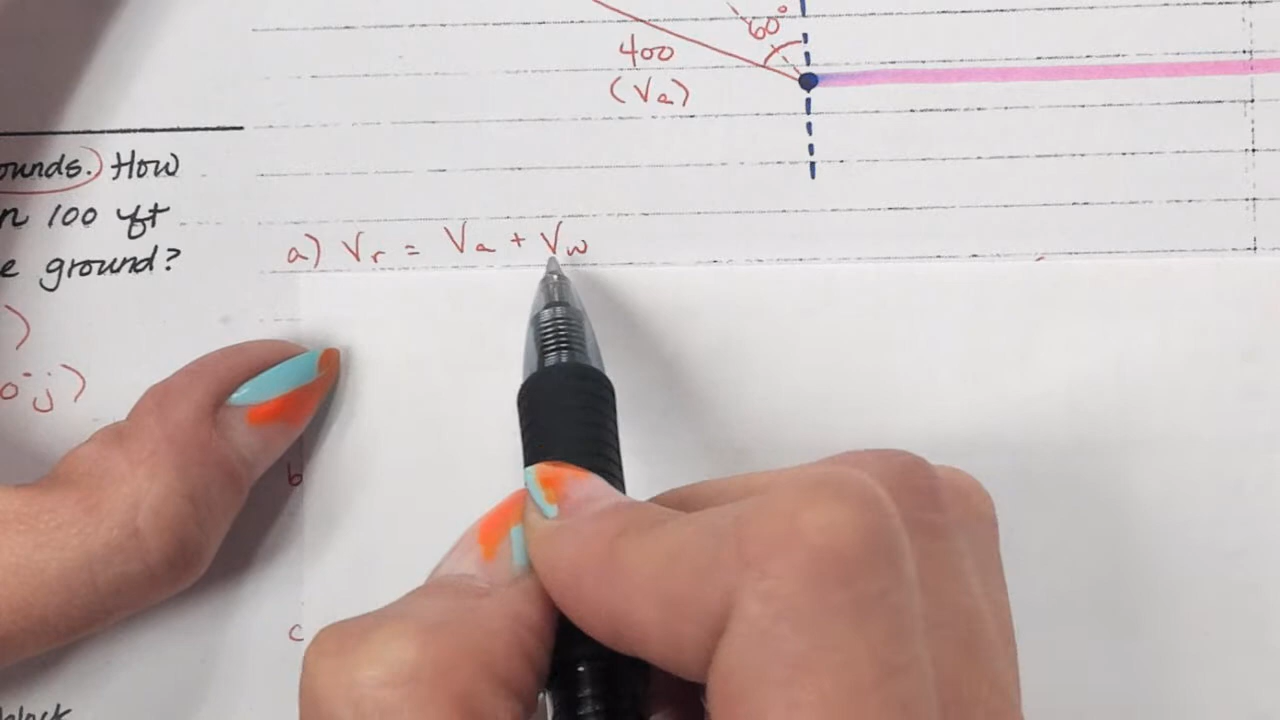 60°
400
(Va)
ounds.) How
n 100 ft
e ground?
a) Vr = Va + Vw
)
j)
b
c